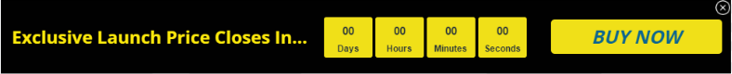 Exclusive Launch Price Closes In...
00 00 00 00
Days Hours Minutes Seconds
BUY NOW